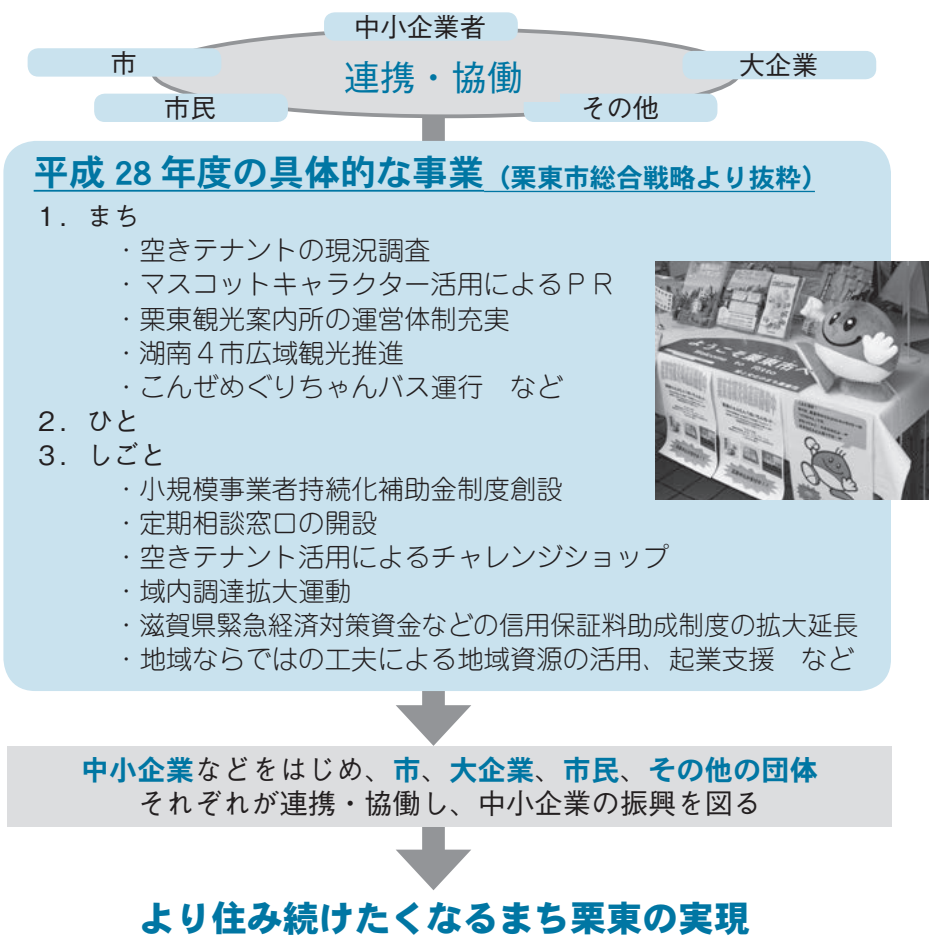 中小企業者
市
連携・協働
大企業
市民
その他
平成 28 年度の具体的な事業（栗東市総合戦略より抜粋）
1．まち
・空きテナントの現況調査
・マスコットキャラクター活用によるＰＲ
・栗東観光案内所の運営体制充実
・湖南４市広域観光推進
・こんぜめぐりちゃんバス運行　など
2．ひと
3．しごと
・小規模事業者持続化補助金制度創設
・定期相談窓口の開設
・空きテナント活用によるチャレンジショップ
・域内調達拡大運動
・滋賀県緊急経済対策資金などの信用保証料助成制度の拡大延長
・地域ならではの工夫による地域資源の活用、起業支援　など
ようこそ栗東市へ
中小企業などをはじめ、市、大企業、市民、その他の団体
それぞれが連携・協働し、中小企業の振興を図る
より住み続けたくなるまち栗東の実現